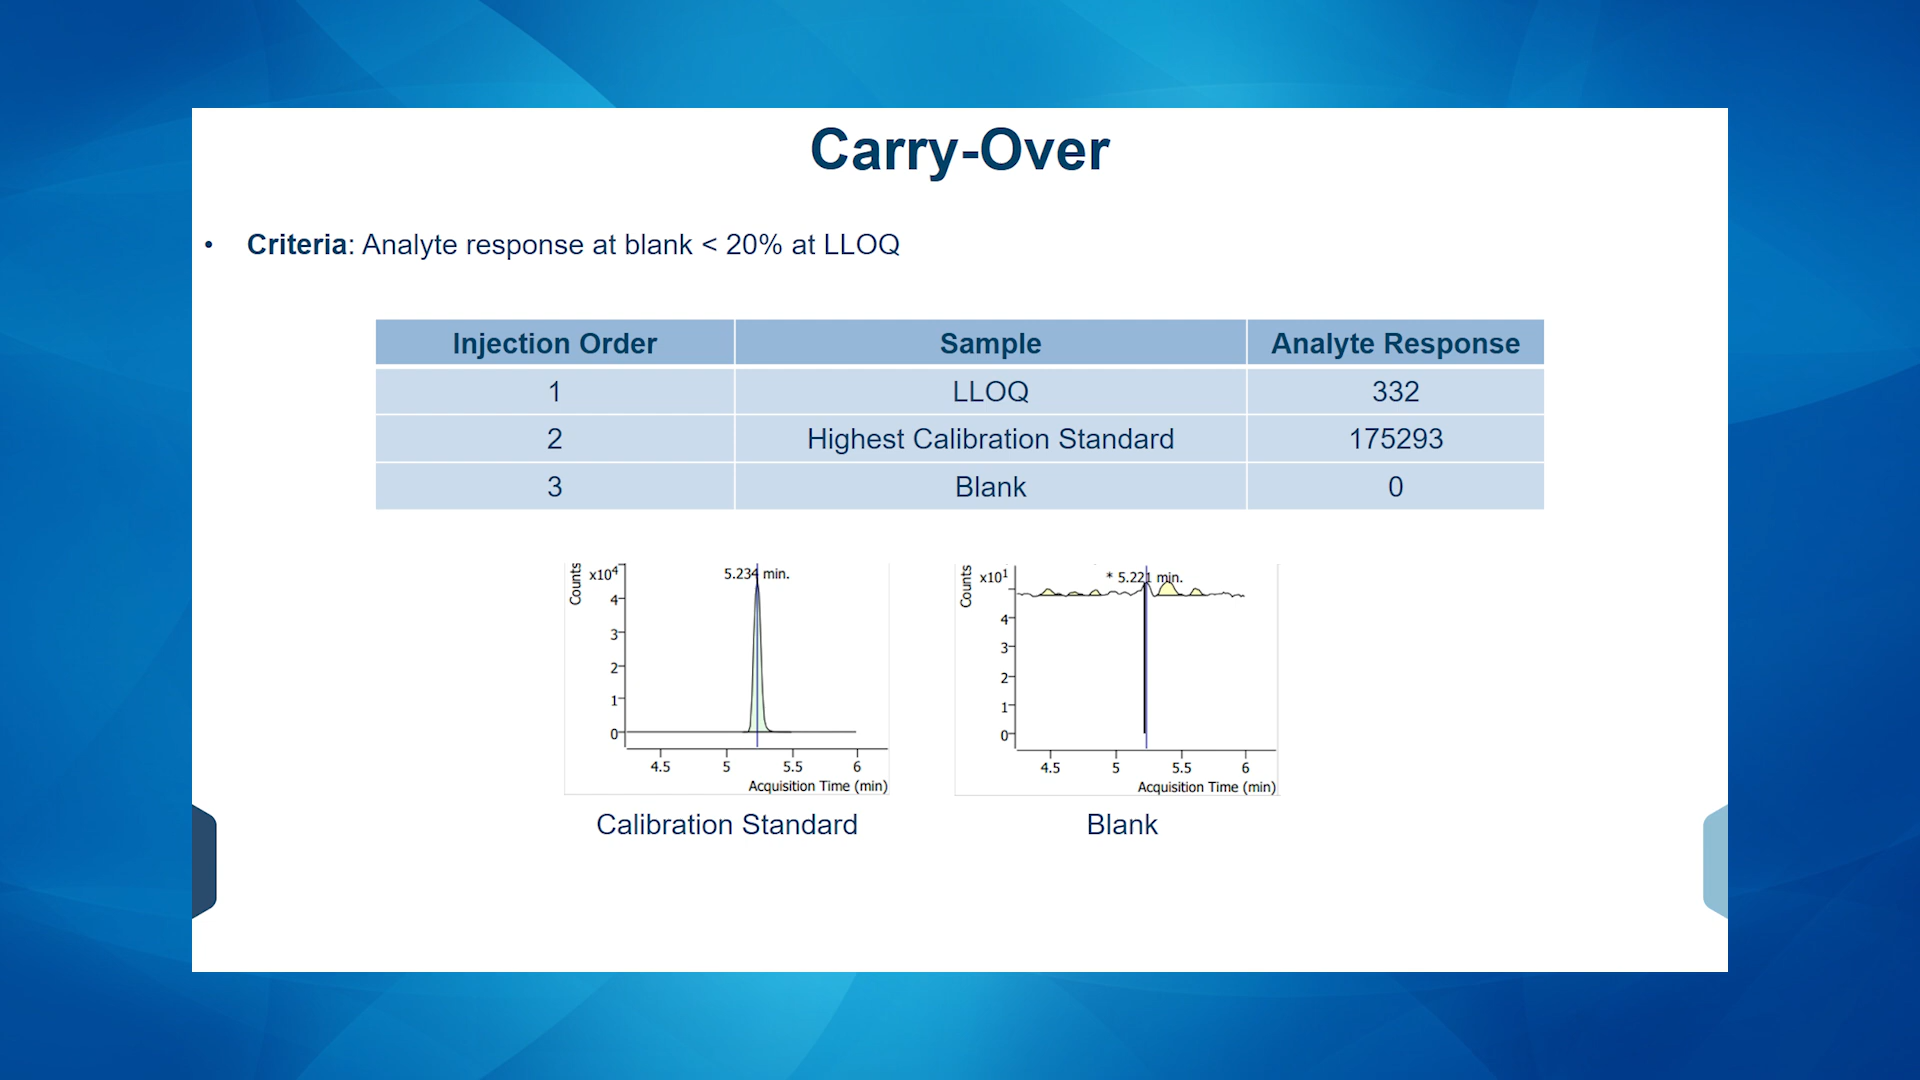 Carry-Over
• Criteria: Analyte response at blank < 20% at LLOQ
Injection Order Sample Analyte Response
1 LLOQ 332
2 Highest Calibration Standard 175293
3 Blank 0
Counts
x10⁴
5.234 min.
4
3
2
1
0
4.5 5 5.5 6
Acquisition Time (min)
Calibration Standard
Counts
x10¹
* 5.221 min.
4
3
2
1
0
4.5 5 5.5 6
Acquisition Time (min)
Blank